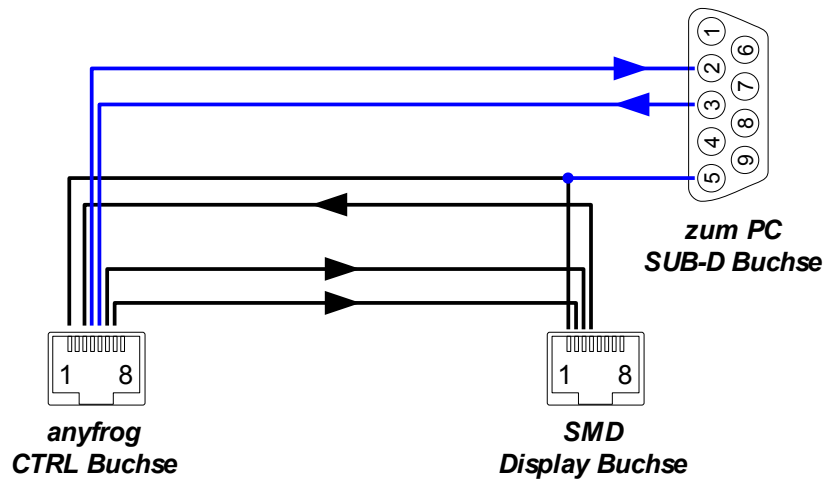 1
6
2
7
3
8
4
9
5
zum PC
SUB-D Buchse
1 8
1 8
anyfrog
CTRL Buchse
SMD
Display Buchse